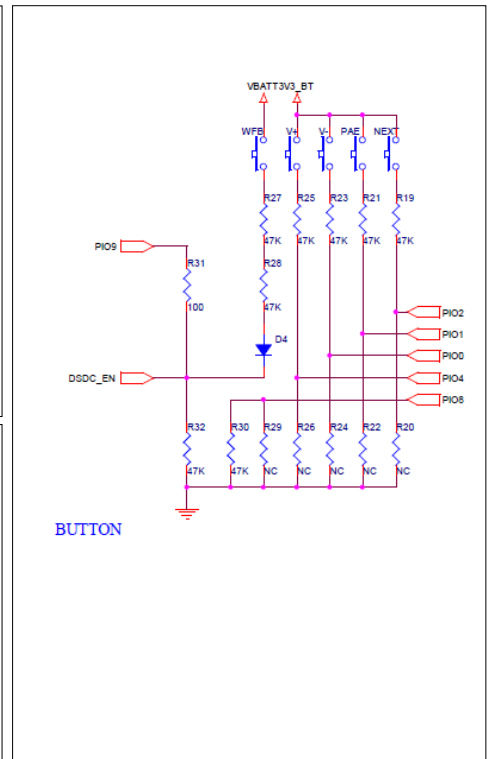 VBATT3V3_BT
WFB V+ V- PAE NEXT
R27 R25 R23 R21 R19
47K 47K 47K 47K 47K
PIO9
R31
R28
100
47K
PIO2
D4
PIO1
PIO0
DSDC_EN
PIO4
PIO8
R32 R30 R29 R26 R24 R22 R20
47K 47K NC NC NC NC NC
BUTTON